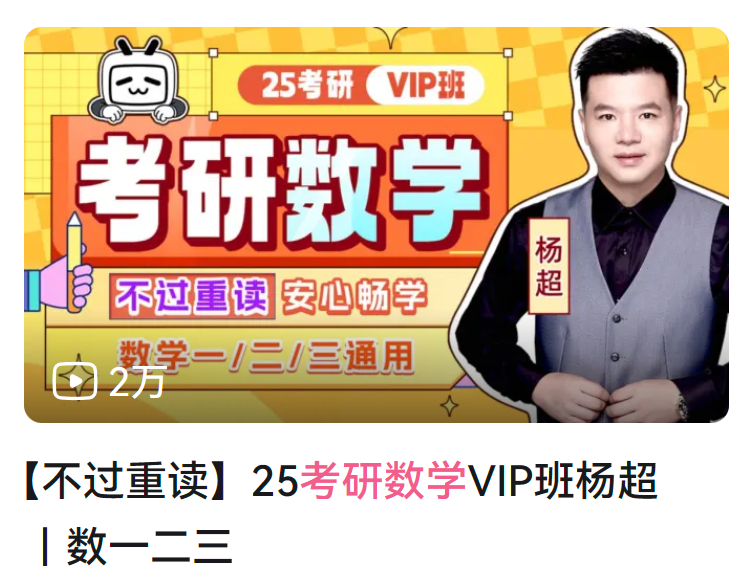 25考研 VIP班
考研数学
杨超
不过重读 安心畅学
数学一/二/三通用
2万
【不过重读】25考研数学VIP班杨超
｜数一二三